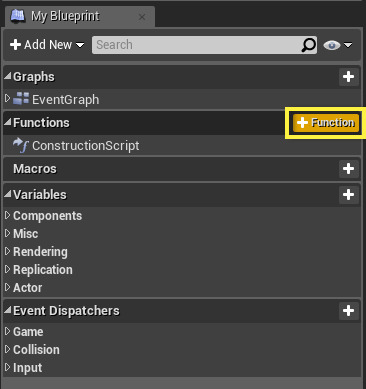 My Blueprint
Add New Search
Graphs
EventGraph
Functions Function
ConstructionScript
Macros
Variables
Components
Misc
Rendering
Replication
Actor
Event Dispatchers
Game
Collision
Input